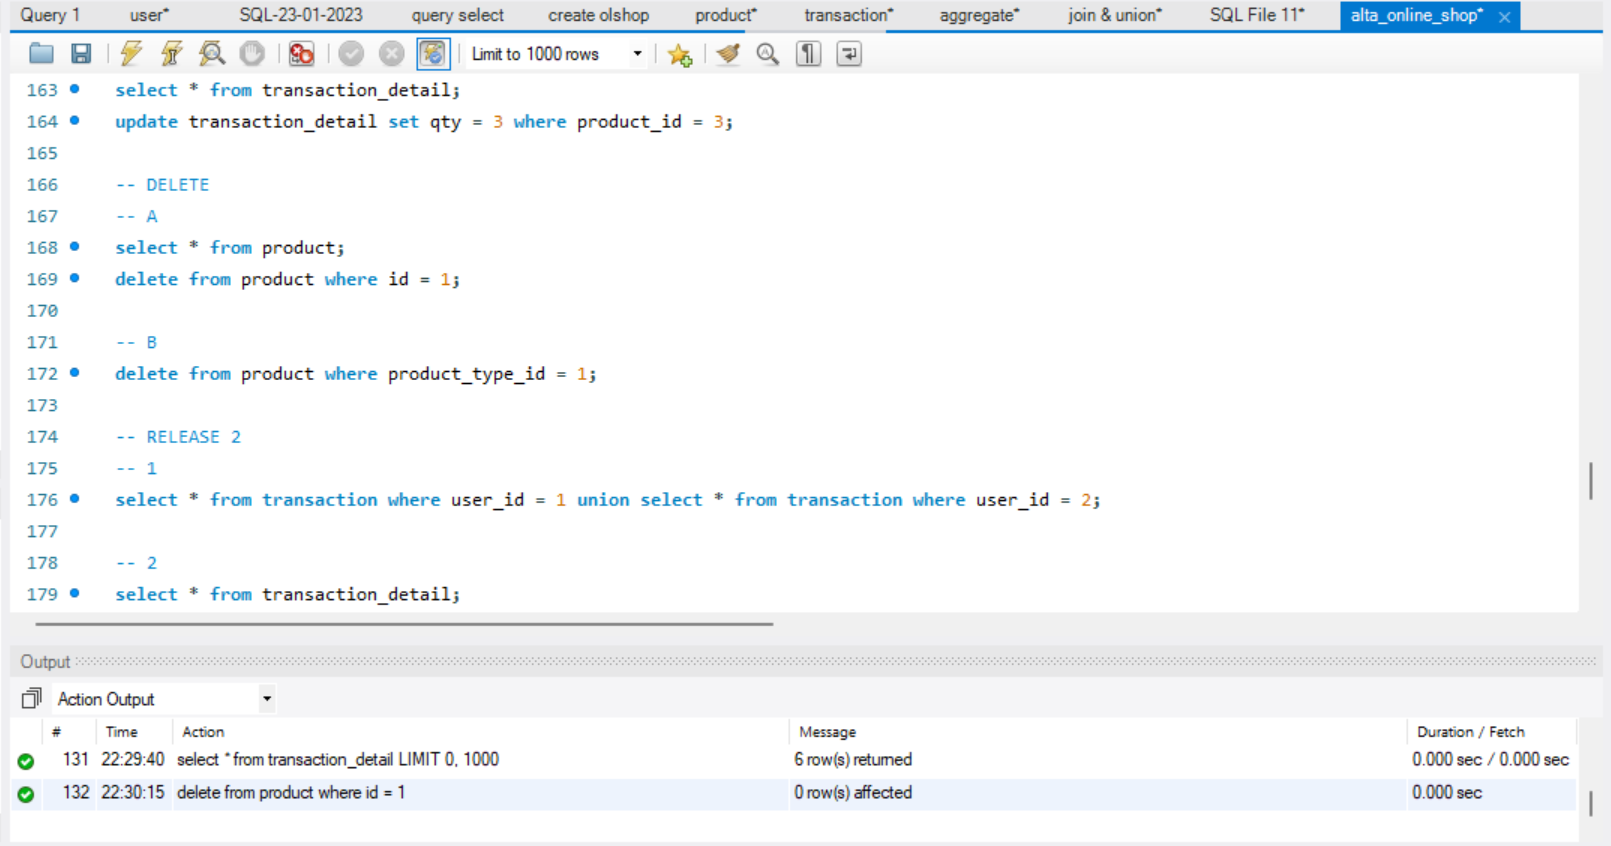 Query 1 user* SQL-23-01-2023 query select create olshop product* transaction* aggregate* join & union* SQL File 11* alta_online_shop*
Limit to 1000 rows
163 select * from transaction_detail;
164 update transaction_detail set qty = 3 where product_id = 3;
165
166 -- DELETE
167 -- A
168 select * from product;
169 delete from product where id = 1;
170
171 -- B
172 delete from product where product_type_id = 1;
173
174 -- RELEASE 2
175 -- 1
176 select * from transaction where user_id = 1 union select * from transaction where user_id = 2;
177
178 -- 2
179 select * from transaction_detail;
Output
Action Output
# Time Action Message Duration / Fetch
131 22:29:40 select * from transaction_detail LIMIT 0, 1000 6 row(s) returned 0.000 sec / 0.000 sec
132 22:30:15 delete from product where id = 1 0 row(s) affected 0.000 sec